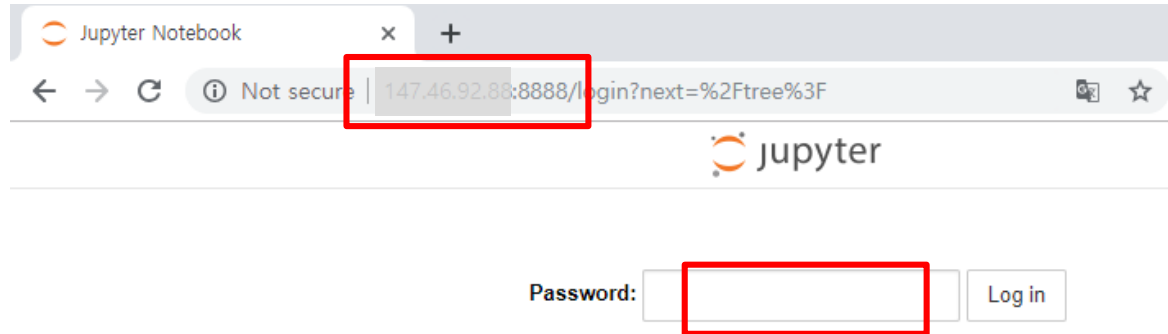 Jupyter Notebook
Not secure | 147.46.92.88:8888/login?next=%2Ftree%3F
jupyter
Password: Log in